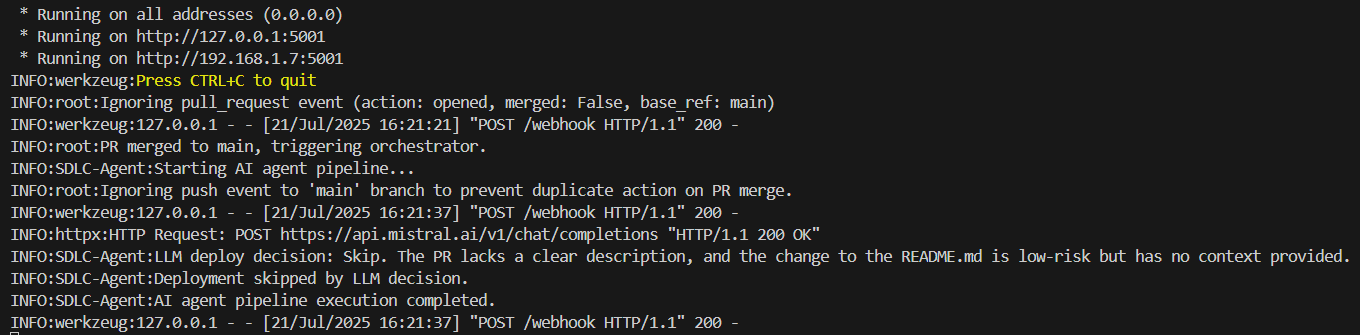 * Running on all addresses (0.0.0.0)
* Running on http://127.0.0.1:5001
* Running on http://192.168.1.7:5001
INFO:werkzeug:Press CTRL+C to quit
INFO:root:Ignoring pull_request event (action: opened, merged: False, base_ref: main)
INFO:werkzeug:127.0.0.1 - - [21/Jul/2025 16:21:21] "POST /webhook HTTP/1.1" 200 -
INFO:root:PR merged to main, triggering orchestrator.
INFO:SDLC-Agent:Starting AI agent pipeline...
INFO:root:Ignoring push event to 'main' branch to prevent duplicate action on PR merge.
INFO:werkzeug:127.0.0.1 - - [21/Jul/2025 16:21:37] "POST /webhook HTTP/1.1" 200 -
INFO:httpx:HTTP Request: POST https://api.mistral.ai/v1/chat/completions "HTTP/1.1 200 OK"
INFO:SDLC-Agent:LLM deploy decision: Skip. The PR lacks a clear description, and the change to the README.md is low-risk but has no context provided.
INFO:SDLC-Agent:Deployment skipped by LLM decision.
INFO:SDLC-Agent:AI agent pipeline execution completed.
INFO:werkzeug:127.0.0.1 - - [21/Jul/2025 16:21:37] "POST /webhook HTTP/1.1" 200 -